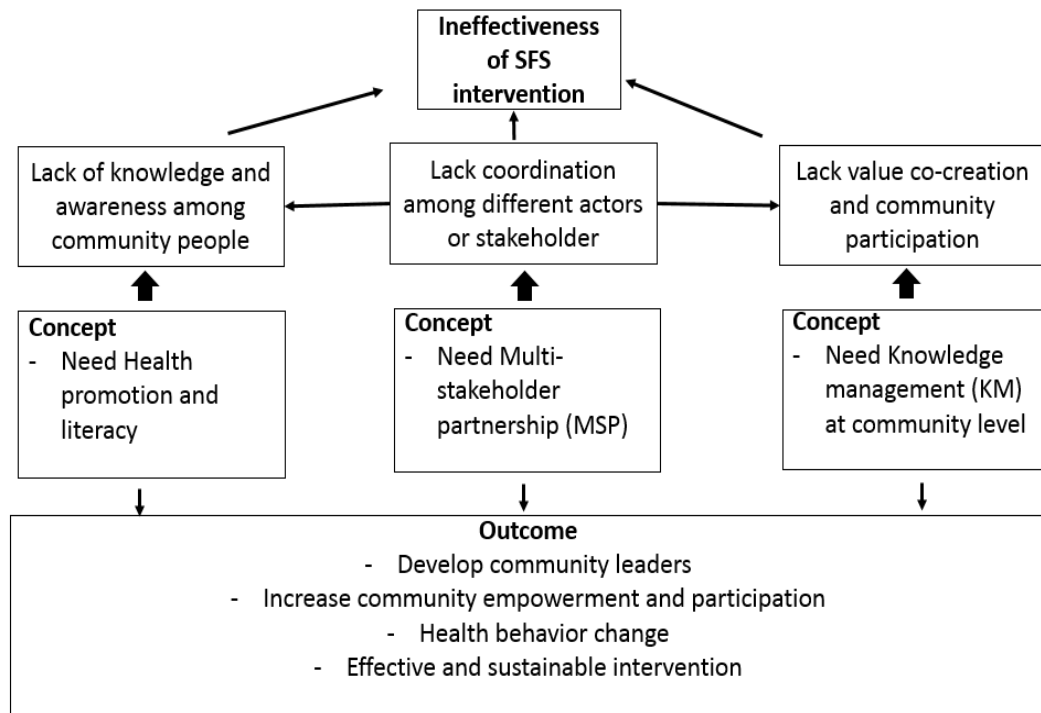 Ineffectiveness
of SFS
intervention
Lack of knowledge and
awareness among
community people
Lack coordination
among different actors
or stakeholder
Lack value co-creation
and community
participation
Concept
- Need Health
promotion and
literacy
Concept
- Need Multi-
stakeholder
partnership (MSP)
Concept
- Need Knowledge
management (KM)
at community level
Outcome
- Develop community leaders
- Increase community empowerment and participation
- Health behavior change
- Effective and sustainable intervention